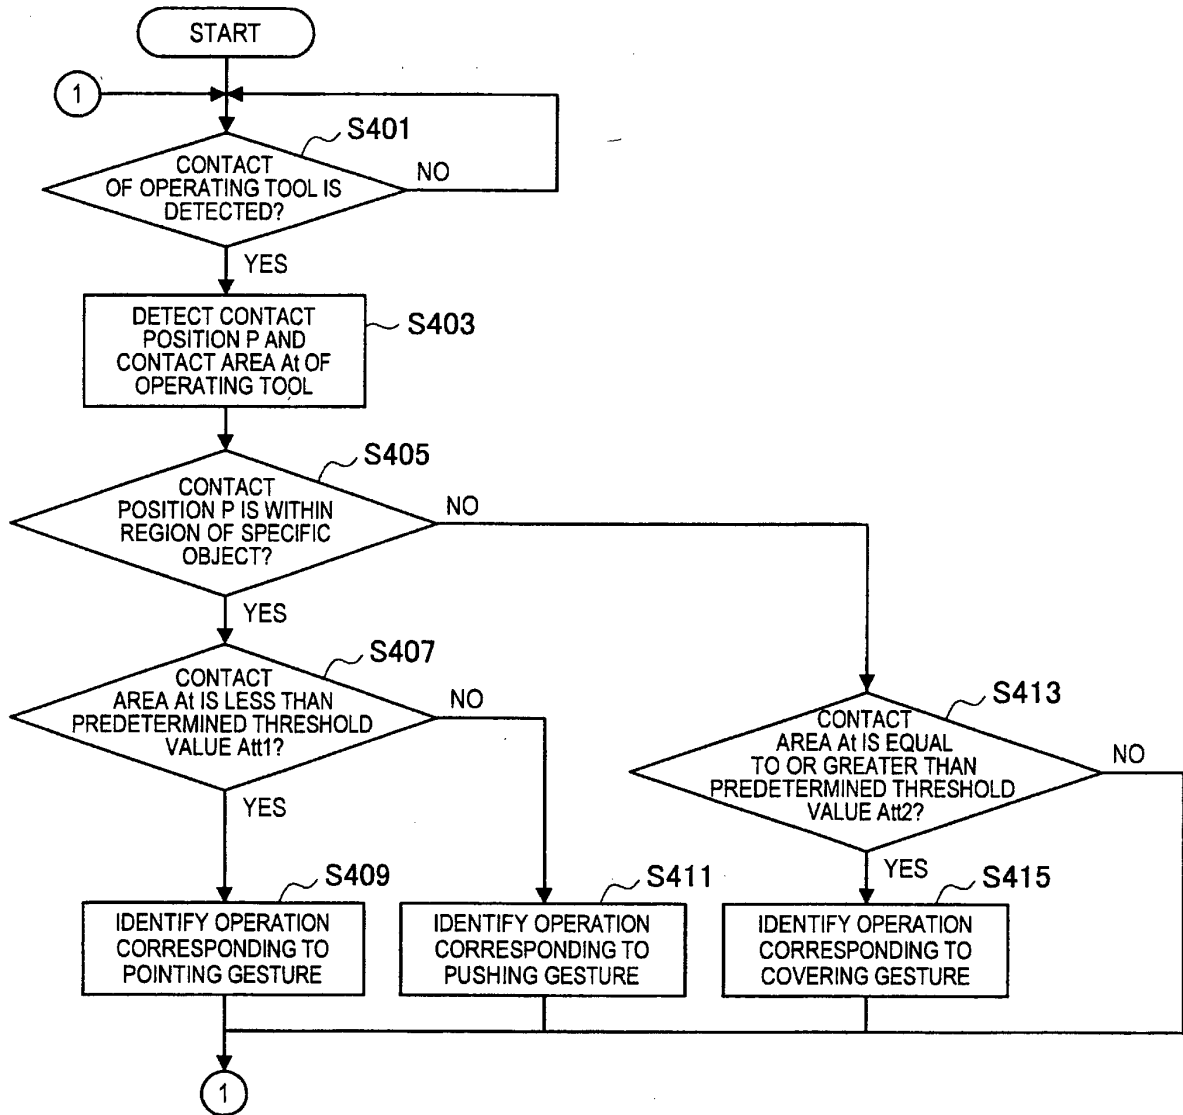 START
1
S401
CONTACT
OF OPERATING TOOL IS
DETECTED?
NO
YES
DETECT CONTACT
POSITION P AND
CONTACT AREA At OF
OPERATING TOOL
S403
S405
CONTACT
POSITION P IS WITHIN
REGION OF SPECIFIC
OBJECT?
NO
YES
S407
CONTACT
AREA At IS LESS THAN
PREDETERMINED THRESHOLD
VALUE Att1?
NO
YES
S413
CONTACT
AREA At IS EQUAL
TO OR GREATER THAN
PREDETERMINED THRESHOLD
VALUE Att2?
NO
YES
S409
IDENTIFY OPERATION
CORRESPONDING TO
POINTING GESTURE
S411
IDENTIFY OPERATION
CORRESPONDING TO
PUSHING GESTURE
S415
IDENTIFY OPERATION
CORRESPONDING TO
COVERING GESTURE
1